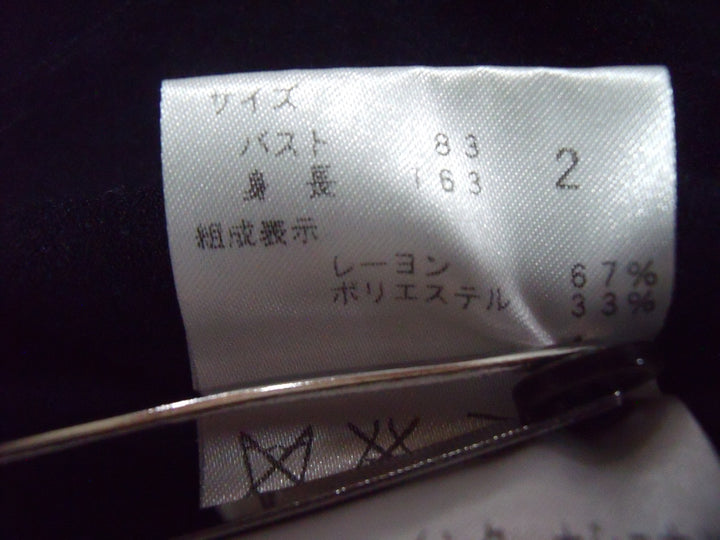 サイズ
バスト 83
身長 163 2
組成表示
レーヨン 67%
ポリエステル 33%